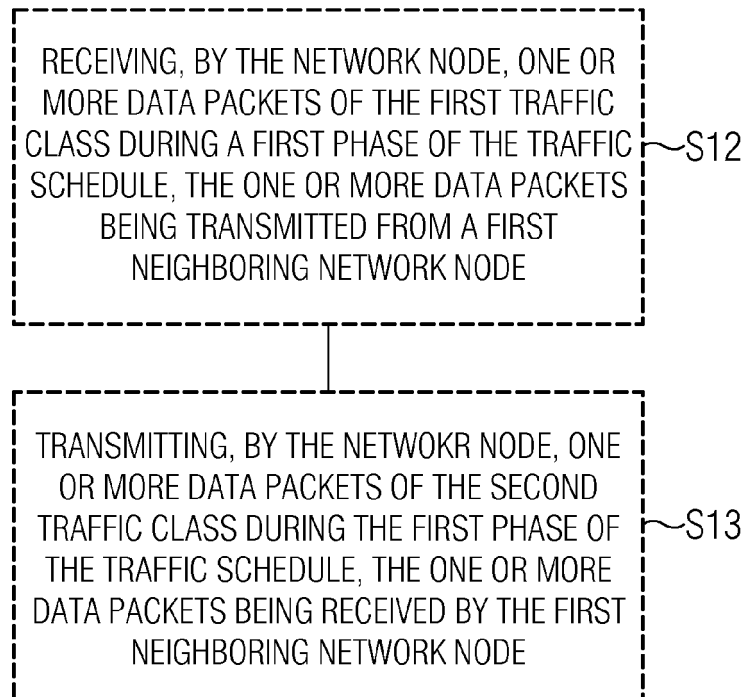 RECEIVING, BY THE NETWORK NODE, ONE OR
MORE DATA PACKETS OF THE FIRST TRAFFIC
CLASS DURING A FIRST PHASE OF THE TRAFFIC
SCHEDULE, THE ONE OR MORE DATA PACKETS
BEING TRANSMITTED FROM A FIRST
NEIGHBORING NETWORK NODE
S12
TRANSMITTING, BY THE NETWOKR NODE, ONE
OR MORE DATA PACKETS OF THE SECOND
TRAFFIC CLASS DURING THE FIRST PHASE OF
THE TRAFFIC SCHEDULE, THE ONE OR MORE
DATA PACKETS BEING RECEIVED BY THE FIRST
NEIGHBORING NETWORK NODE
S13